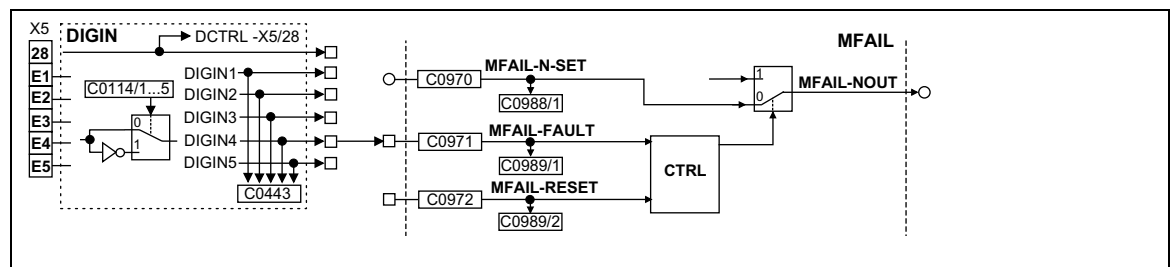 X5
DIGIN
DCTRL -X5/28
28
E1
E2
E3
E4
E5
C0114/1...5
0
1
DIGIN1
DIGIN2
DIGIN3
DIGIN4
DIGIN5
C0443
MFAIL
C0970
MFAIL-N-SET
C0988/1
C0971
MFAIL-FAULT
C0989/1
C0972
MFAIL-RESET
C0989/2
CTRL
1
0
MFAIL-NOUT